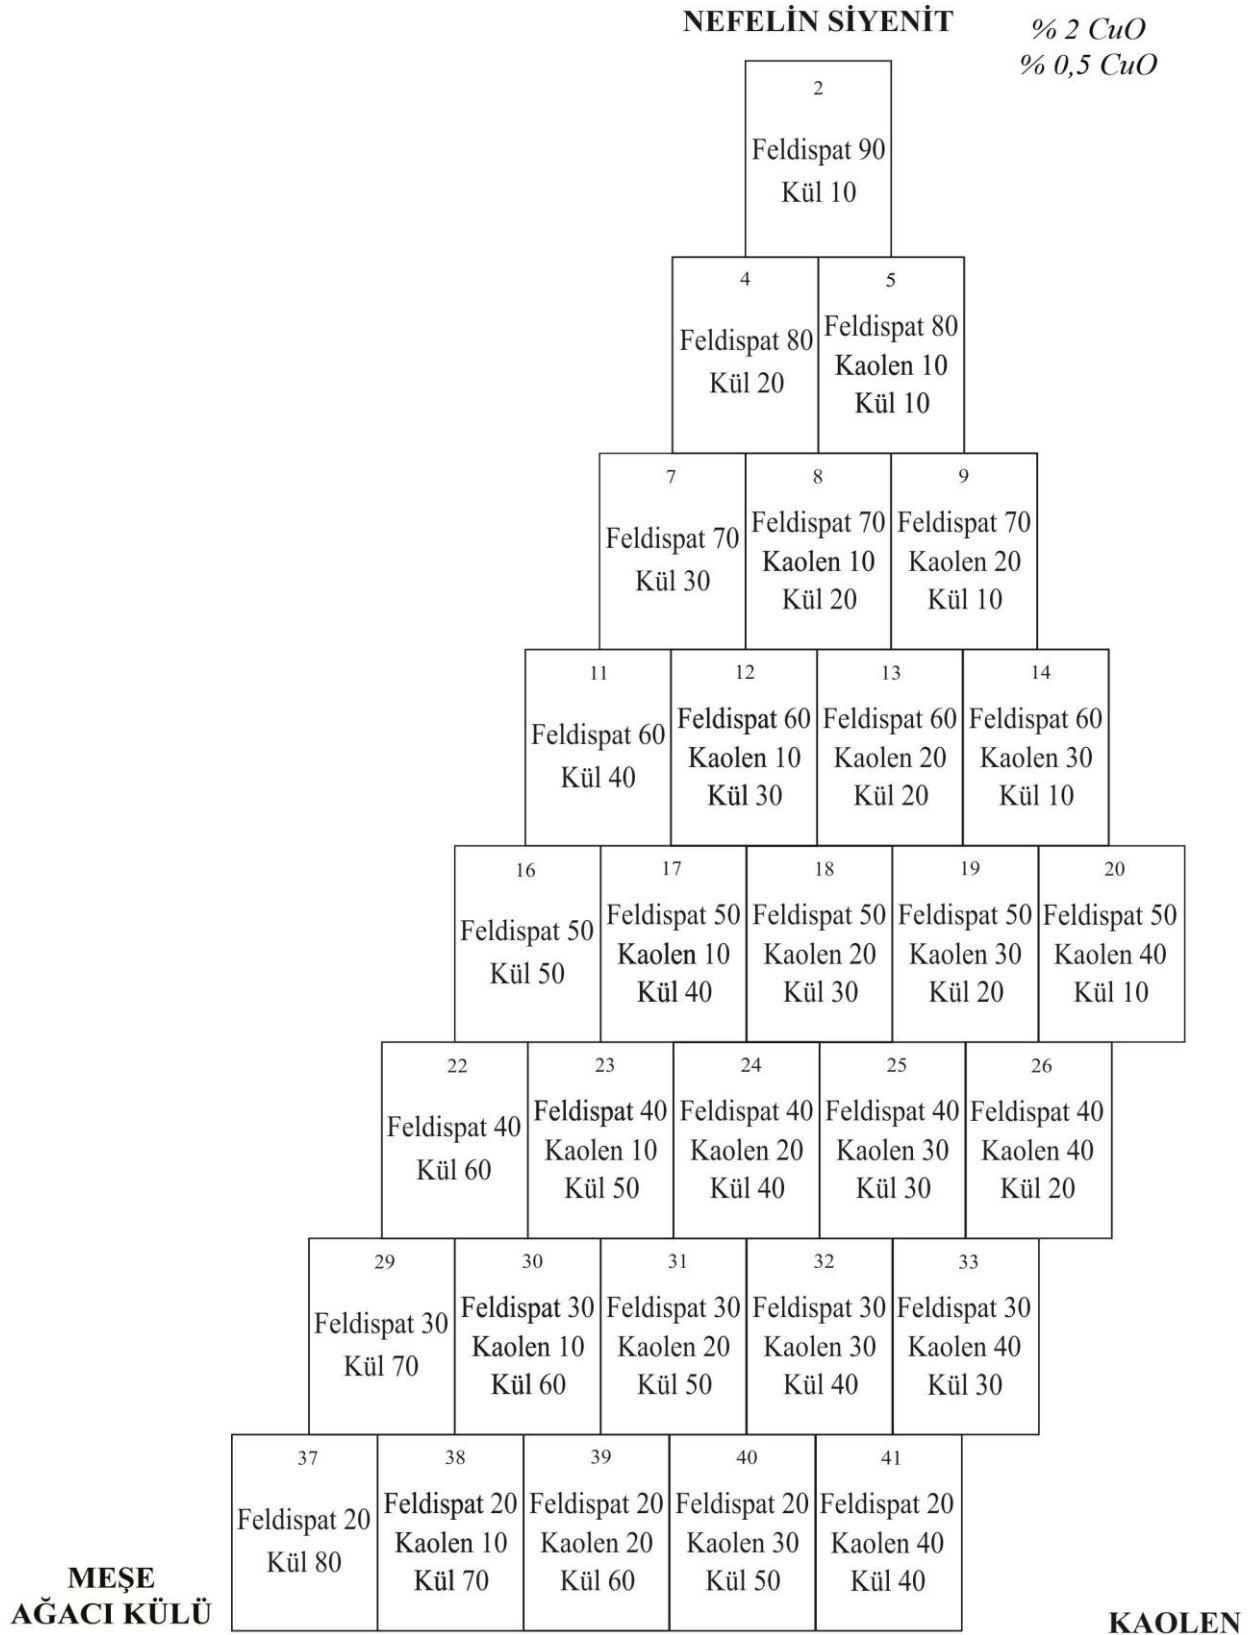 NEFELİN SİYENİT
% 2 CuO
% 0,5 CuO
2
Feldispat 90
Kül 10
4
Feldispat 80
Kül 20
5
Feldispat 80
Kaolen 10
Kül 10
7
Feldispat 70
Kül 30
8
Feldispat 70
Kaolen 10
Kül 20
9
Feldispat 70
Kaolen 20
Kül 10
11
Feldispat 60
Kül 40
12
Feldispat 60
Kaolen 10
Kül 30
13
Feldispat 60
Kaolen 20
Kül 20
14
Feldispat 60
Kaolen 30
Kül 10
16
Feldispat 50
Kül 50
17
Feldispat 50
Kaolen 10
Kül 40
18
Feldispat 50
Kaolen 20
Kül 30
19
Feldispat 50
Kaolen 30
Kül 20
20
Feldispat 50
Kaolen 40
Kül 10
22
Feldispat 40
Kül 60
23
Feldispat 40
Kaolen 10
Kül 50
24
Feldispat 40
Kaolen 20
Kül 40
25
Feldispat 40
Kaolen 30
Kül 30
26
Feldispat 40
Kaolen 40
Kül 20
29
Feldispat 30
Kül 70
30
Feldispat 30
Kaolen 10
Kül 60
31
Feldispat 30
Kaolen 20
Kül 50
32
Feldispat 30
Kaolen 30
Kül 40
33
Feldispat 30
Kaolen 40
Kül 30
37
Feldispat 20
Kül 80
38
Feldispat 20
Kaolen 10
Kül 70
39
Feldispat 20
Kaolen 20
Kül 60
40
Feldispat 20
Kaolen 30
Kül 50
41
Feldispat 20
Kaolen 40
Kül 40
MEŞE
AĞACI KÜLÜ
KAOLEN